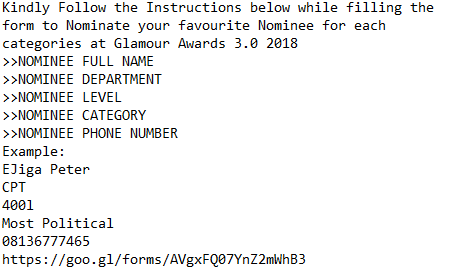 Kindly Follow the Instructions below while filling the
form to Nominate your favourite Nominee for each
categories at Glamour Awards 3.0 2018
>>NOMINEE FULL NAME
>>NOMINEE DEPARTMENT
>>NOMINEE LEVEL
>>NOMINEE CATEGORY
>>NOMINEE PHONE NUMBER
Example:
EJiga Peter
CPT
400l
Most Political
08136777465
https://goo.gl/forms/AVgxFQ07YnZ2mWhB3